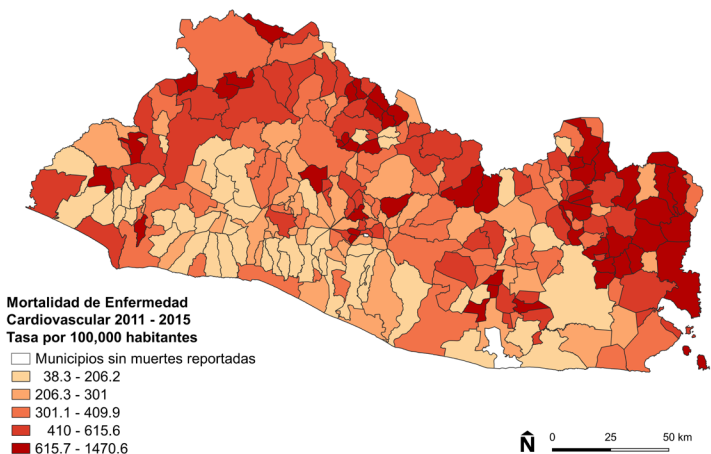 Mortalidad de Enfermedad
Cardiovascular 2011 - 2015
Tasa por 100,000 habitantes
Municipios sin muertes reportadas
38.3 - 206.2
206.3 - 301
301.1 - 409.9
410 - 615.6
615.7 - 1470.6
N
0 25 50 km